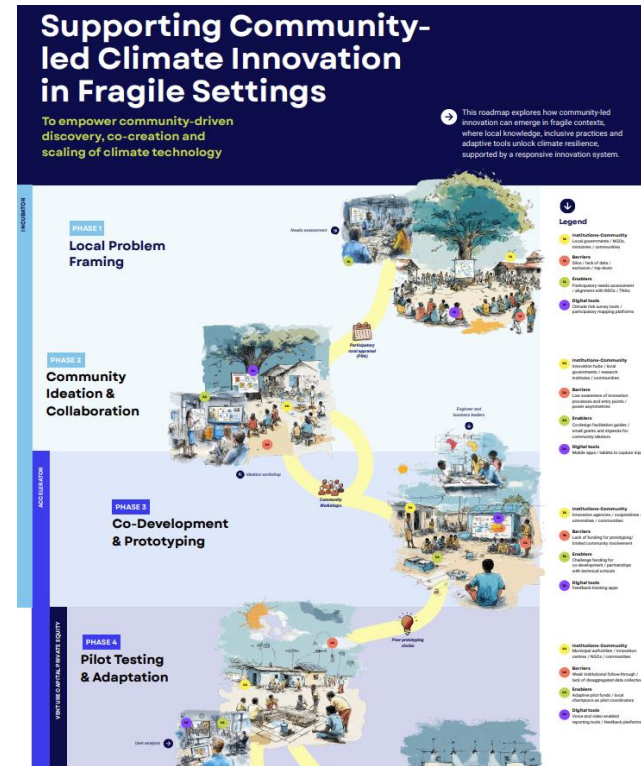 Supporting Community-
led Climate Innovation
in Fragile Settings
To empower community-driven
discovery, co-creation and
scaling of climate technology
This roadmap explores how community-led
innovation can emerge in fragile contexts,
where local knowledge, inclusive practices and
adaptive tools unlock climate resilience,
supported by a responsive innovation system.
INCUBATOR
PHASE 1
Local Problem
Framing
Needs assessment
Legend
Institutions-Community
Local governments / NGOs,
ministries / communities
Barriers
Silos / lack of data /
exclusion / top-down
Enablers
Participatory needs assessment
/ alignment with NDCs / TNAs
Digital tools
Climate risk survey tools /
participatory mapping platforms
Participatory
rural appraisal
(PRA)
PHASE 2
Community
Ideation &
Collaboration
Institutions-Community
Innovation hubs / local
governments / research
institutes / communities
Barriers
Low awareness of innovation
processes and entry points /
power asymmetries
Enablers
Co-design facilitation guides /
small grants and stipends for
community ideators
Digital tools
Mobile apps / tablets to capture
Engineer and
business leaders
Ideation workshop
Community
Workshops
ACCELERATOR
PHASE 3
Co-Development
& Prototyping
Institutions-Community
Innovation agencies / cooperatives /
universities / communities
Barriers
Lack of funding for prototyping/
limited community involvement
Enablers
Challenge funding for
co-development / partnerships
with technical schools
Digital tools
Feedback tracking apps
Peer prototyping
circles
VENTURE CAPITAL PRIVATE EQUITY
PHASE 4
Pilot Testing
& Adaptation
Institutions-Community
Municipal authorities / innovation
centres / NGOs / communities
Barriers
Weak institutional follow-through /
lack of disaggregated data collection
Enablers
Adaptive pilot funds / local
champions as pilot coordinators
Digital tools
Voice and video enabled
reporting tools / feedback platforms
User analysis